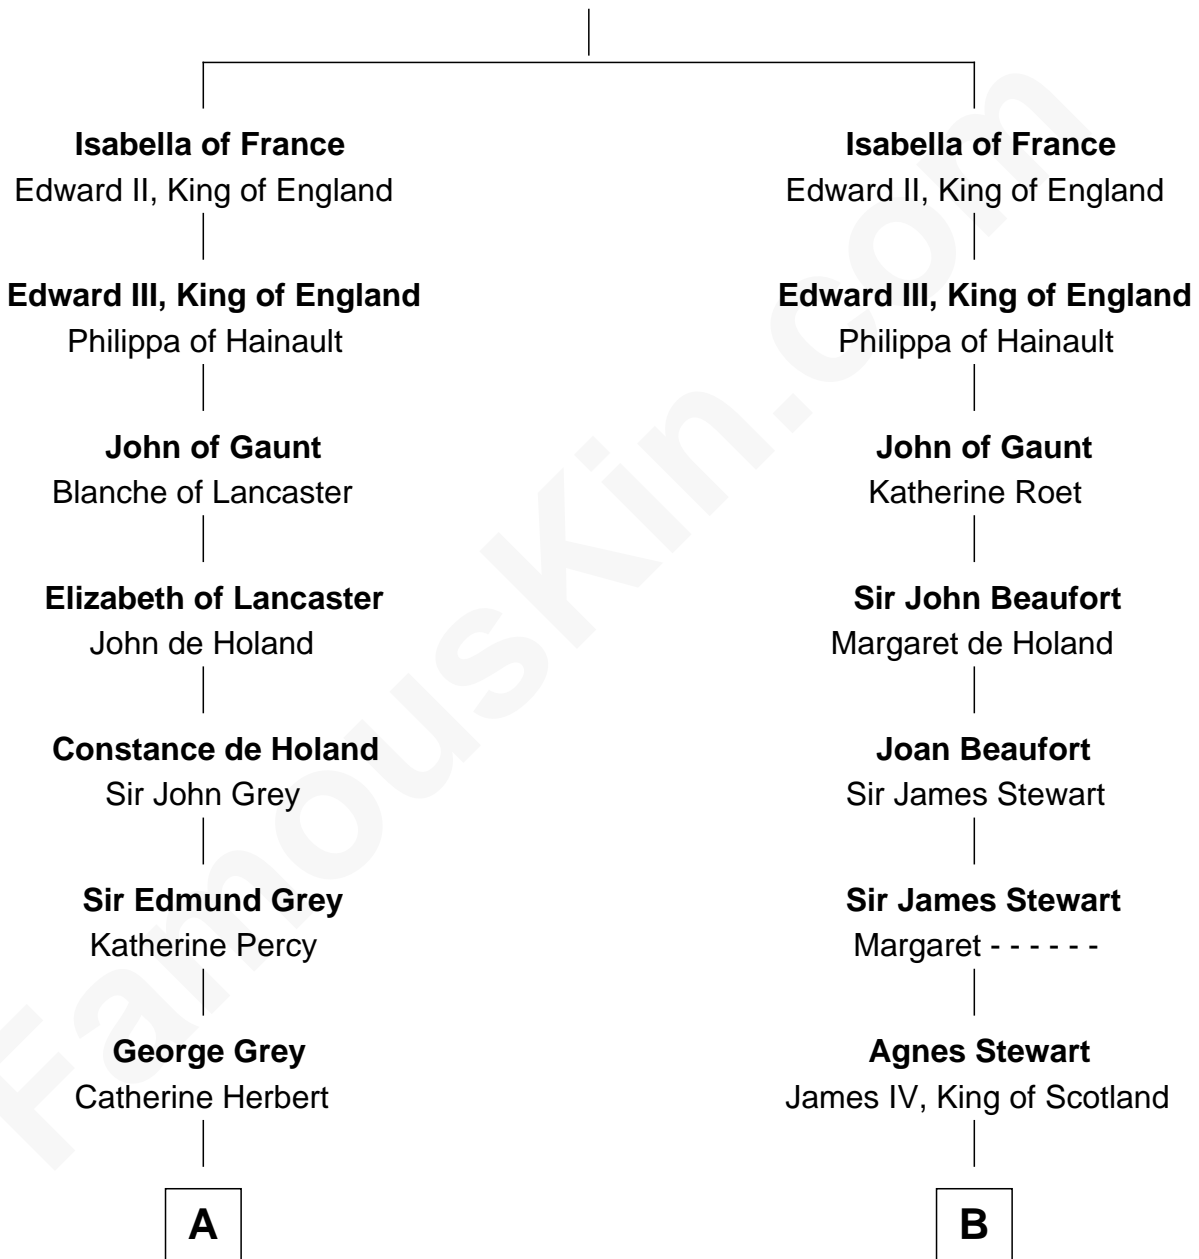 Isabella of France
Edward II, King of England
Edward III, King of England
Philippa of Hainault
John of Gaunt
Blanche of Lancaster
Elizabeth of Lancaster
John de Holand
Constance de Holand
Sir John Grey
Sir Edmund Grey
Katherine Percy
George Grey
Catherine Herbert
A
Isabella of France
Edward II, King of England
Edward III, King of England
Philippa of Hainault
John of Gaunt
Katherine Roet
Sir John Beaufort
Margaret de Holand
Joan Beaufort
Sir James Stewart
Sir James Stewart
Margaret - - - - - -
Agnes Stewart
James IV, King of Scotland
B
FamousKin.com